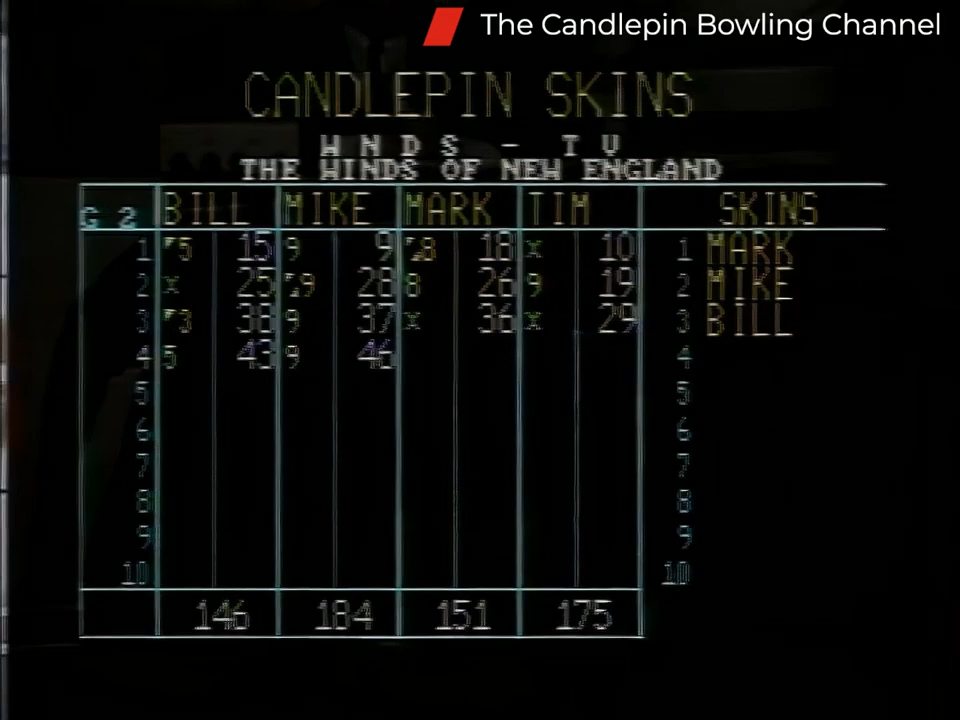 The Candlepin Bowling Channel
CANDLEPIN SKINS
WNDS - TV
THE WINDS OF NEW ENGLAND
G 2 BILL MIKE MARK TIM SKINS
1 15 9 9 18 x 10 1 MARK
2 x 25 9 28 8 26 9 19 2 MIKE
3 38 9 37 x 36 x 29 3 BILL
4 5 43 9 46 4
5 5
6 6
7 7
8 8
9 9
10 10
146 184 151 175